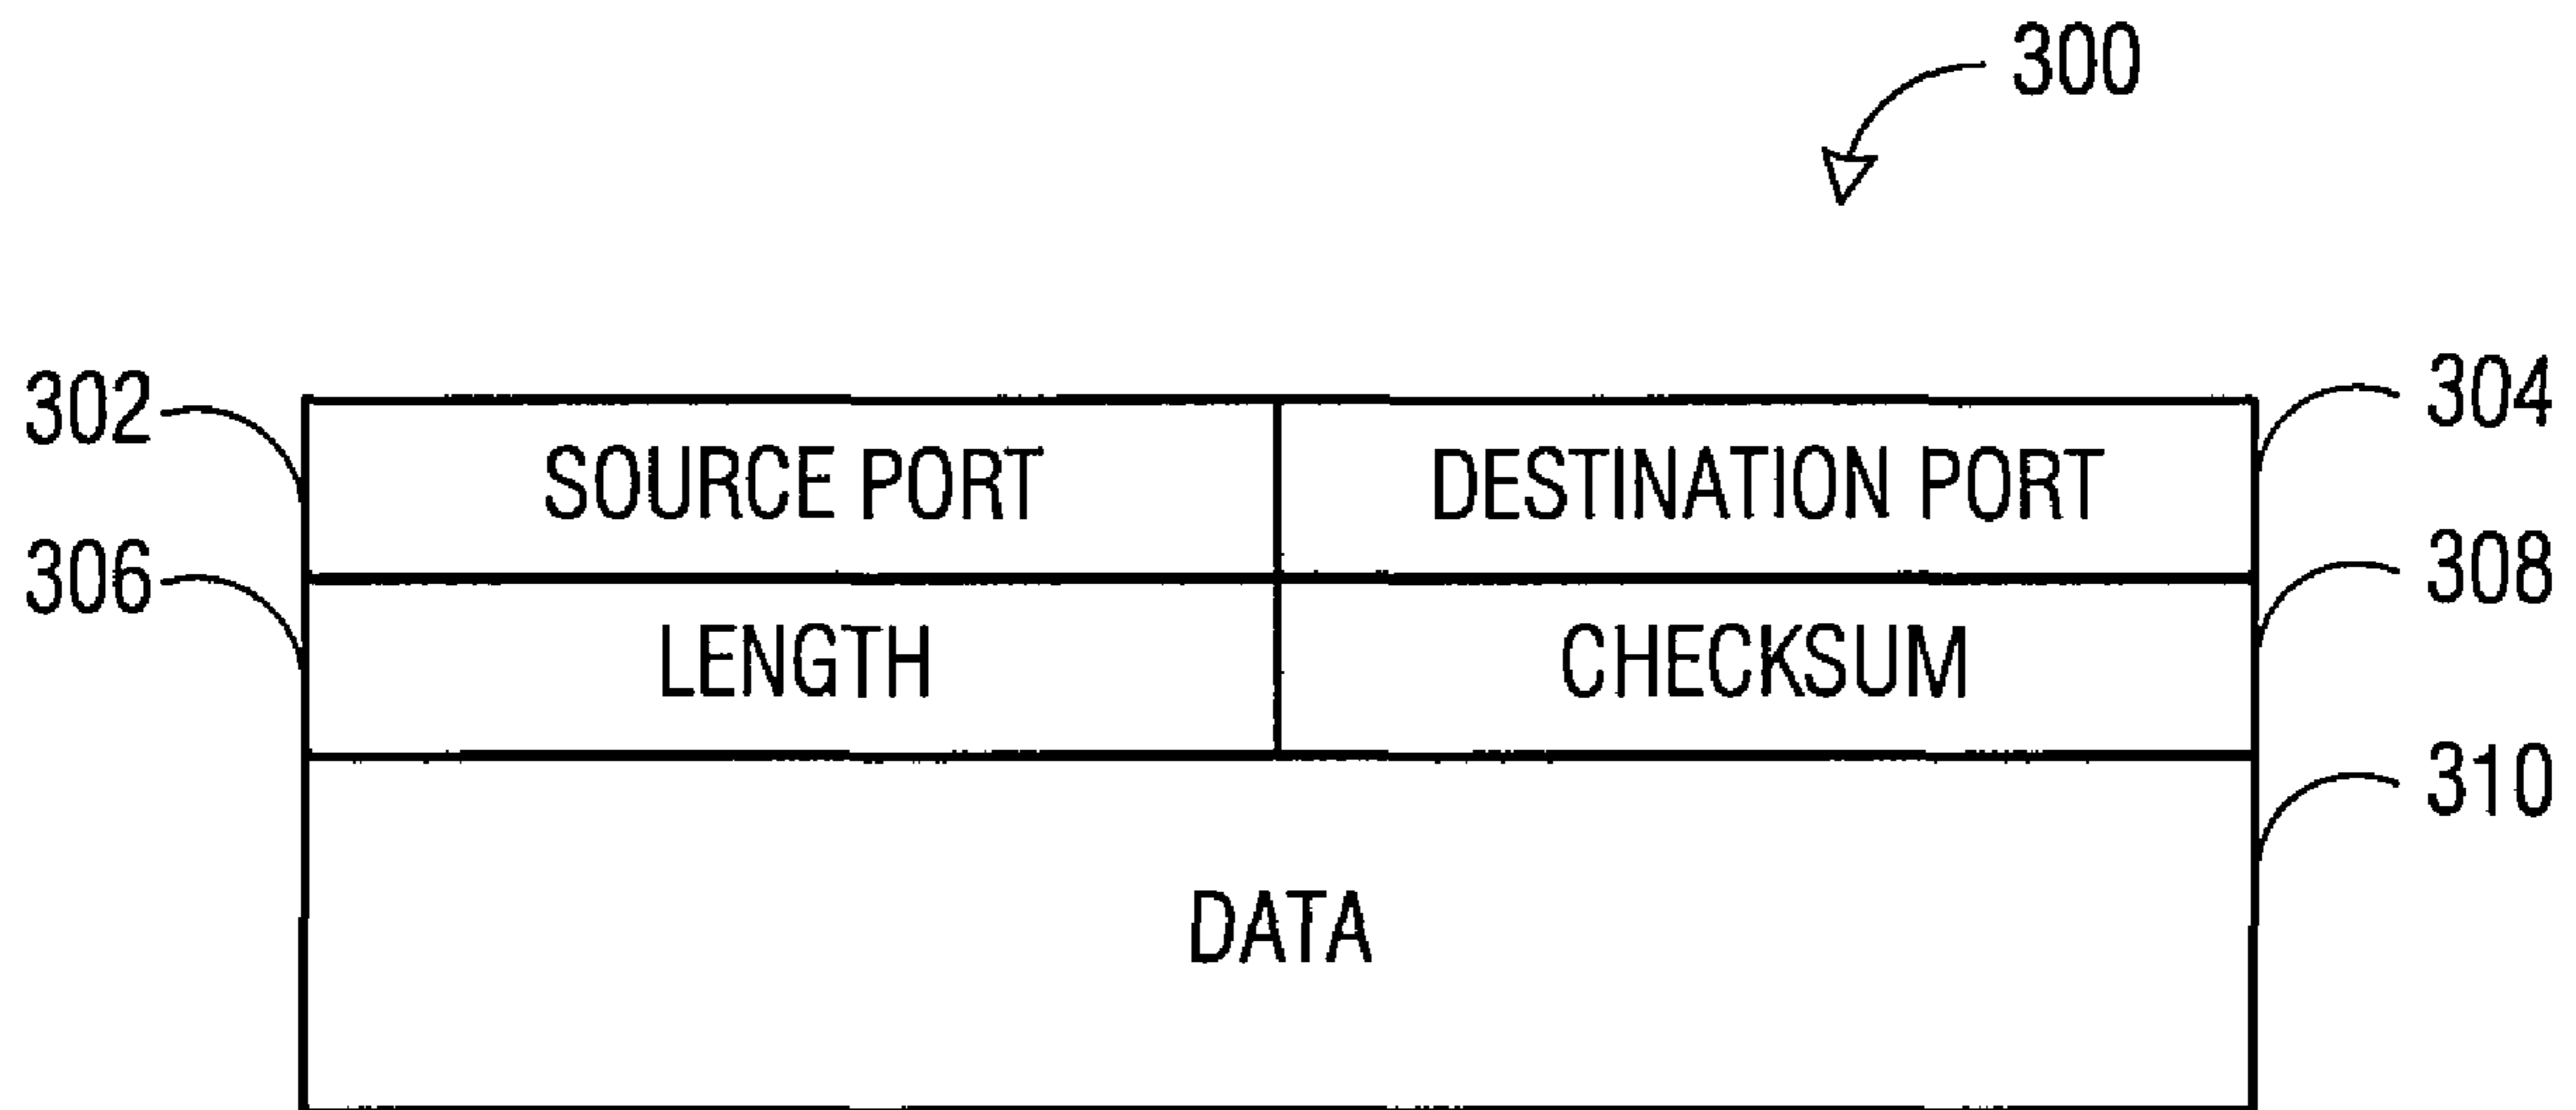 300
302 SOURCE PORT DESTINATION PORT 304
306 LENGTH CHECKSUM 308
310
DATA